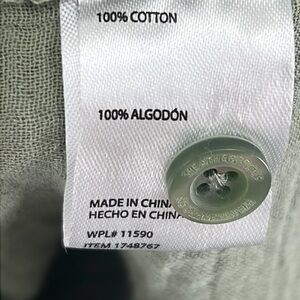 100% COTTON
100% ALGODÓN
MADE IN CHINA
HECHO EN CHINA
WPL# 11590
ITEM 1748767